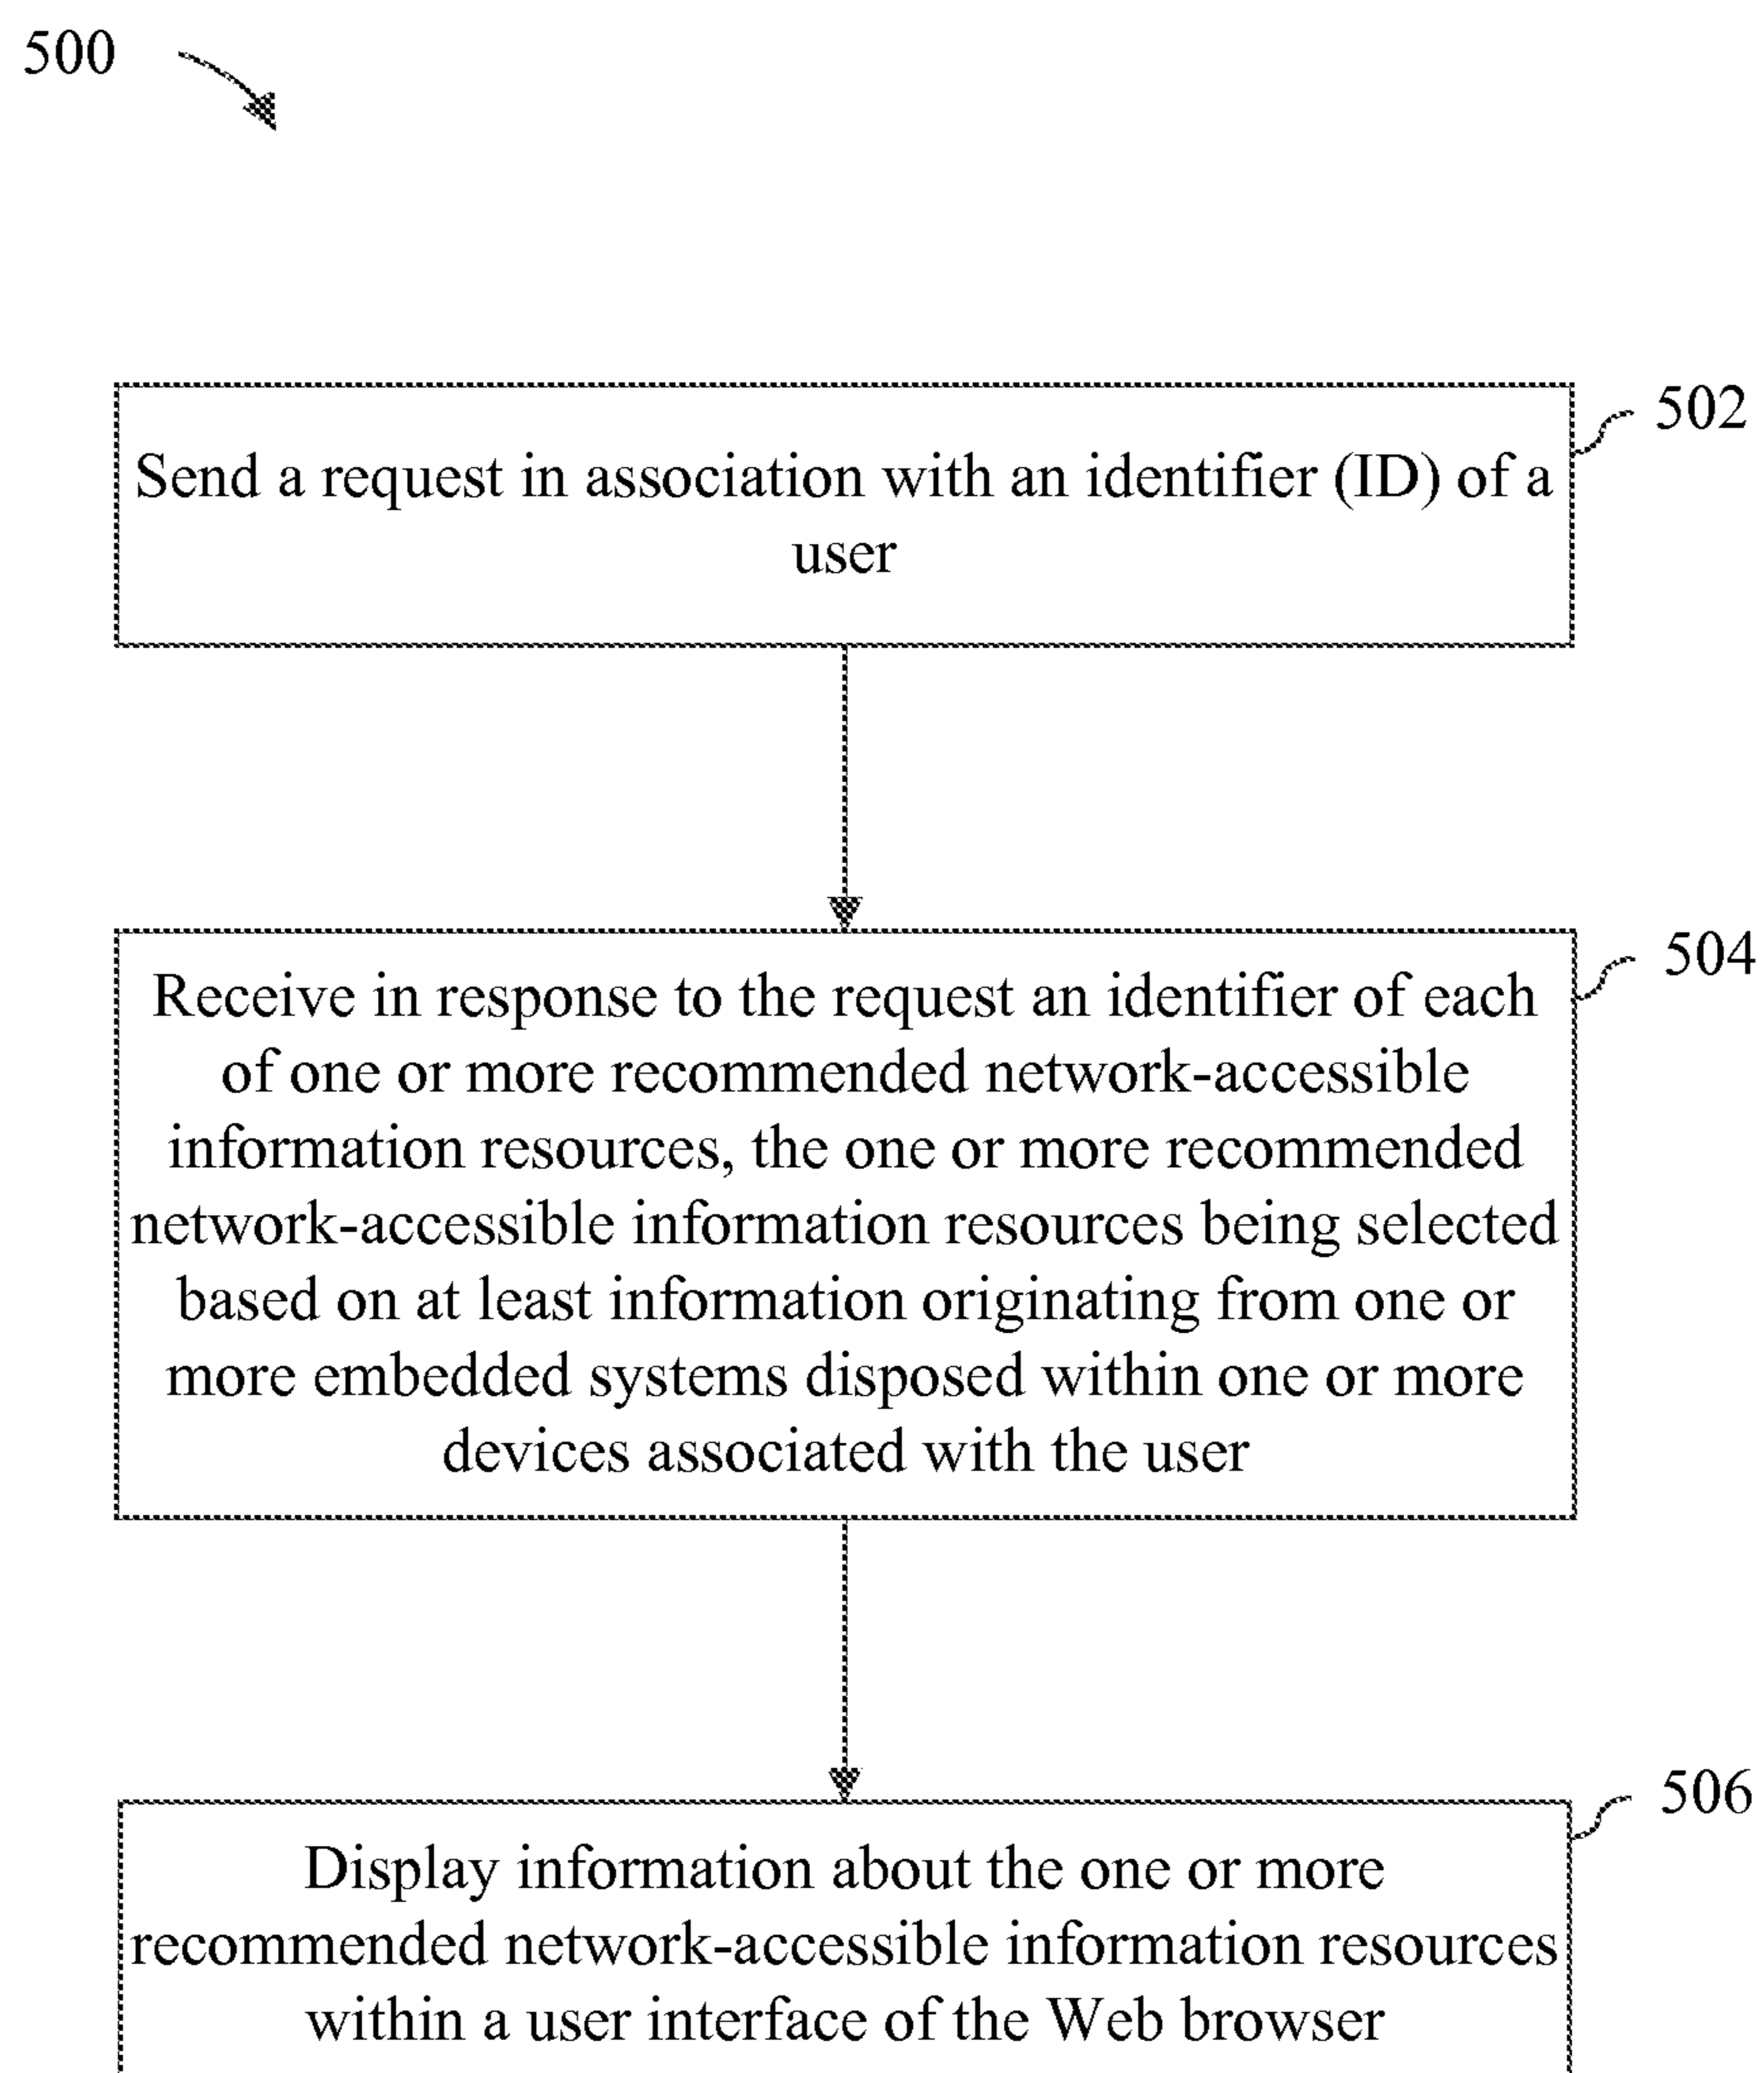 500
502
Send a request in association with an identifier (ID) of a
user
504
Receive in response to the request an identifier of each
of one or more recommended network-accessible
information resources, the one or more recommended
network-accessible information resources being selected
based on at least information originating from one or
more embedded systems disposed within one or more
devices associated with the user
506
Display information about the one or more
recommended network-accessible information resources
within a user interface of the Web browser